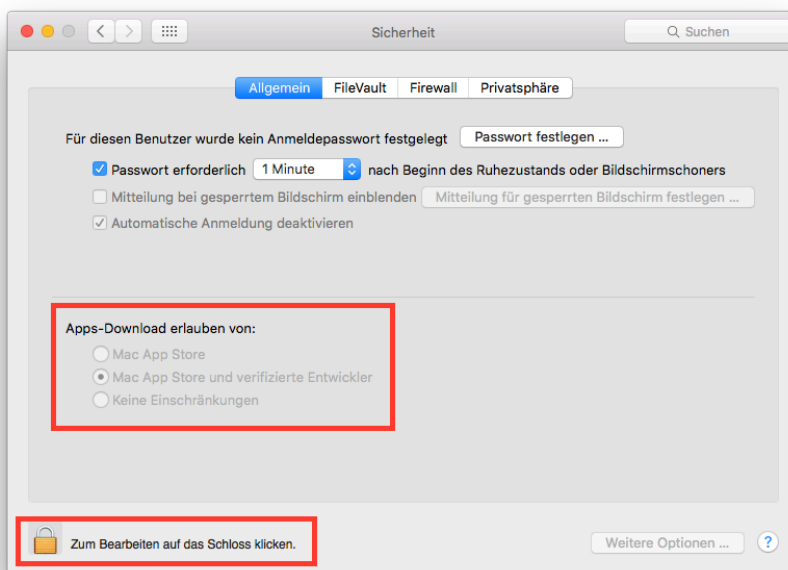 Sicherheit
Suchen
Allgemein FileVault Firewall Privatsphäre
Für diesen Benutzer wurde kein Anmeldepasswort festgelegt Passwort festlegen ...
Passwort erforderlich 1 Minute nach Beginn des Ruhezustands oder Bildschirmschoners
Mitteilung bei gesperrtem Bildschirm einblenden Mitteilung für gesperrten Bildschirm festlegen ...
Automatische Anmeldung deaktivieren
Apps-Download erlauben von:
Mac App Store
Mac App Store und verifizierte Entwickler
Keine Einschränkungen
Zum Bearbeiten auf das Schloss klicken.
Weitere Optionen ... ?